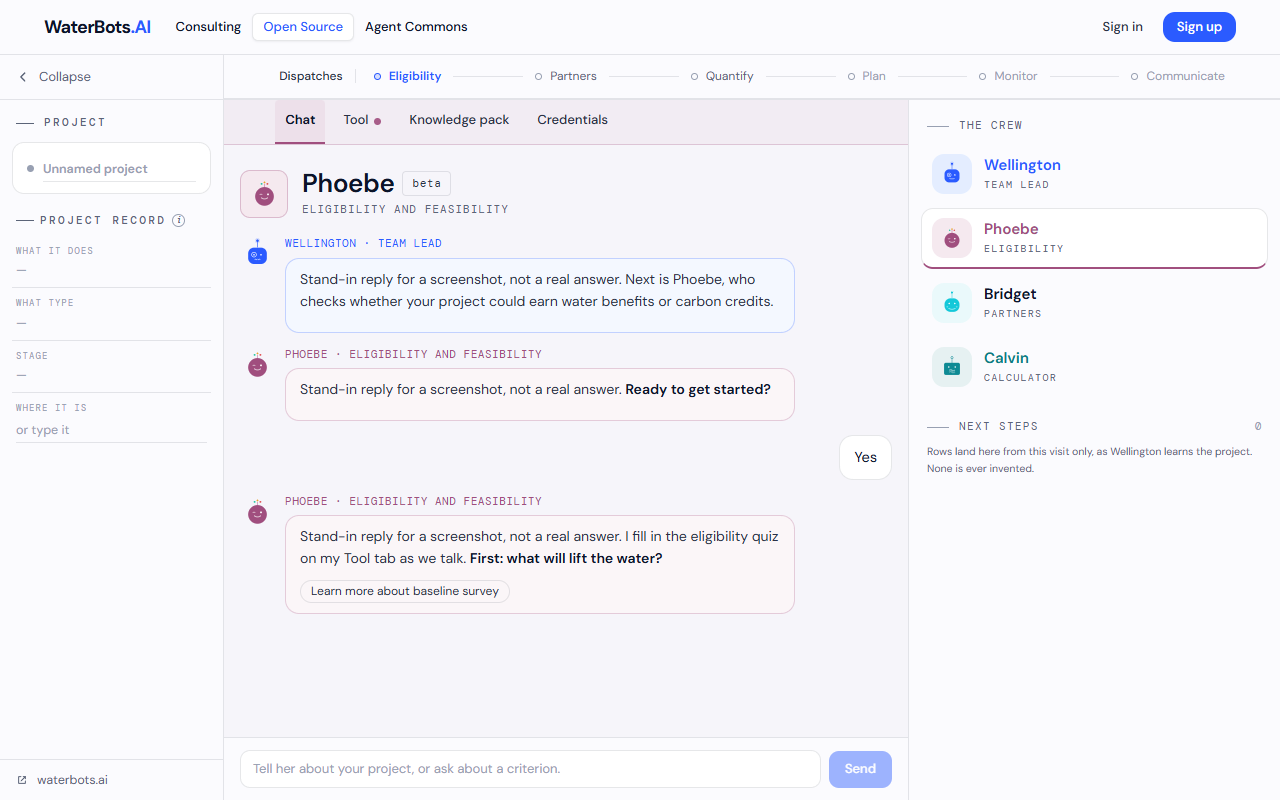 WaterBots.AI
Consulting
Open Source
Agent Commons
Sign in
Sign up
Collapse
Dispatches
Eligibility
Partners
Quantify
Plan
Monitor
Communicate
PROJECT
Unnamed project
PROJECT RECORD i
WHAT IT DOES
—
WHAT TYPE
—
STAGE
—
WHERE IT IS
or type it
waterbots.ai
Chat
Tool
Knowledge pack
Credentials
Phoebe beta
ELIGIBILITY AND FEASIBILITY
WELLINGTON · TEAM LEAD
Stand-in reply for a screenshot, not a real answer. Next is Phoebe, who
checks whether your project could earn water benefits or carbon credits.
PHOEBE · ELIGIBILITY AND FEASIBILITY
Stand-in reply for a screenshot, not a real answer. Ready to get started?
Yes
PHOEBE · ELIGIBILITY AND FEASIBILITY
Stand-in reply for a screenshot, not a real answer. I fill in the eligibility quiz
on my Tool tab as we talk. First: what will lift the water?
Learn more about baseline survey
Tell her about your project, or ask about a criterion.
Send
THE CREW
Wellington
TEAM LEAD
Phoebe
ELIGIBILITY
Bridget
PARTNERS
Calvin
CALCULATOR
NEXT STEPS
0
Rows land here from this visit only, as Wellington learns the project.
None is ever invented.